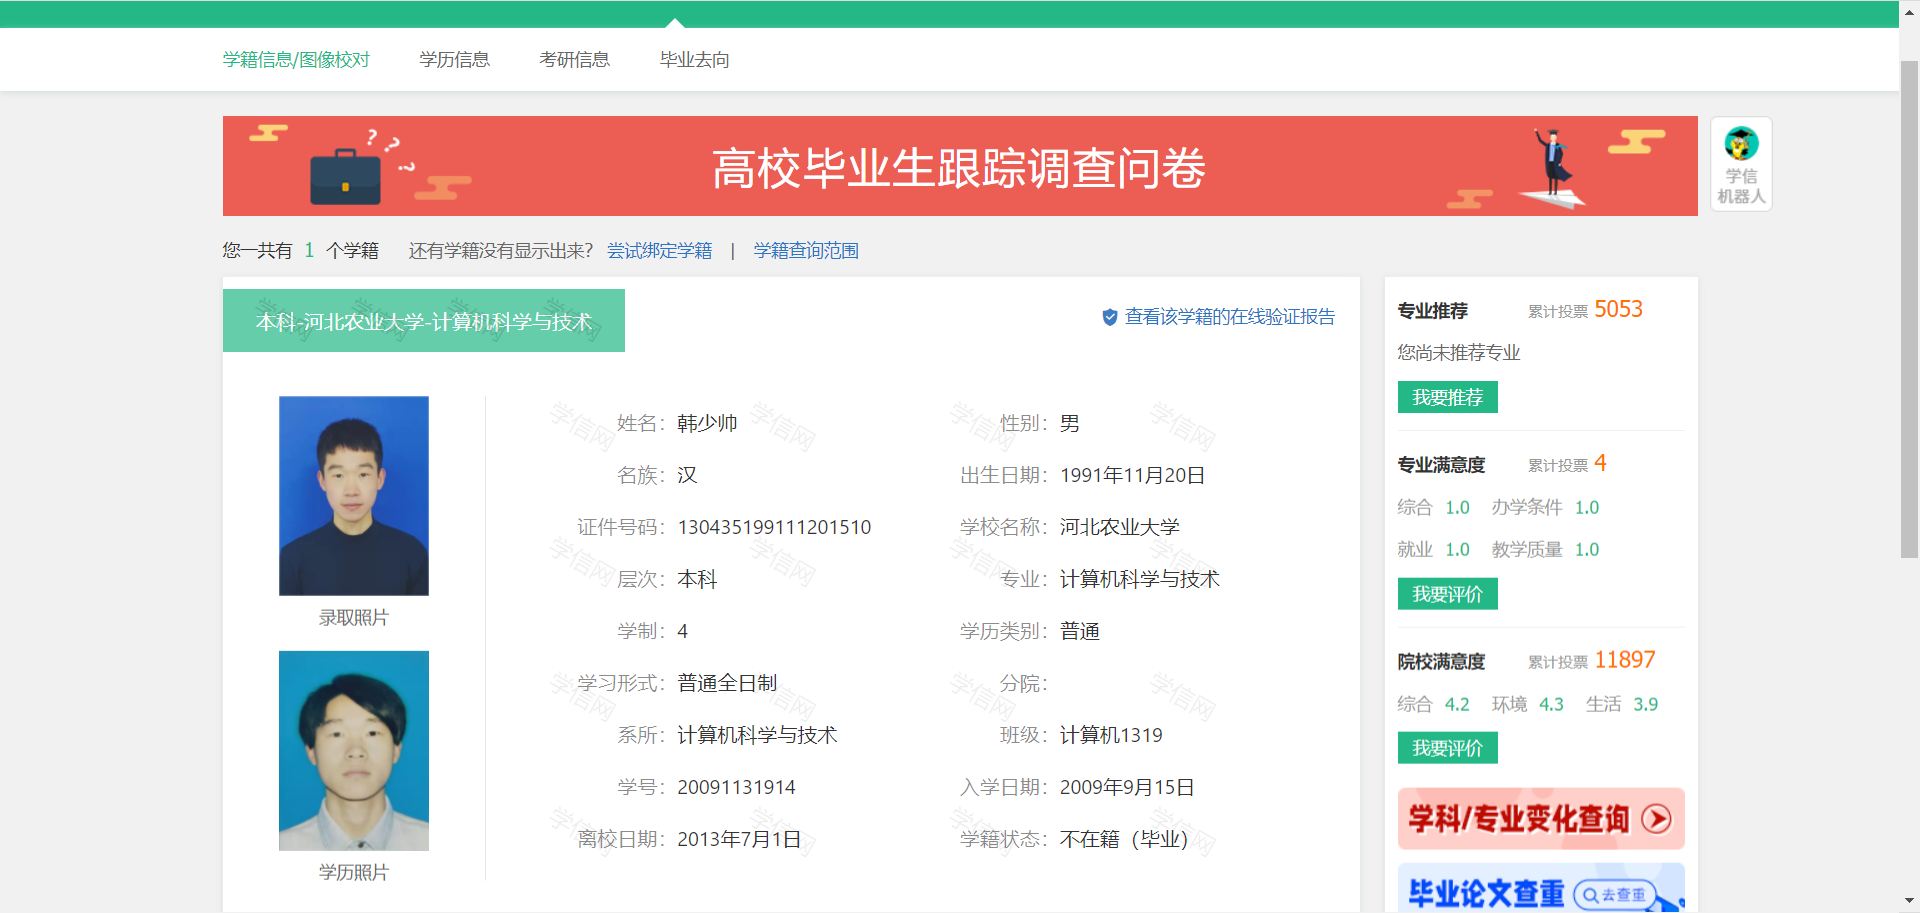 学籍信息/图像校对 学历信息 考研信息 毕业去向
高校毕业生跟踪调查问卷
学信
机器人
您一共有 1 个学籍 还有学籍没有显示出来？ 尝试绑定学籍 | 学籍查询范围
本科-河北农业大学-计算机科学与技术
查看该学籍的在线验证报告
姓名： 韩少帅 性别： 男
名族： 汉 出生日期： 1991年11月20日
证件号码： 130435199111201510 学校名称： 河北农业大学
层次： 本科 专业： 计算机科学与技术
学制： 4 学历类别： 普通
学习形式： 普通全日制 分院：
系所： 计算机科学与技术 班级： 计算机1319
学号： 20091131914 入学日期： 2009年9月15日
离校日期： 2013年7月1日 学籍状态： 不在籍（毕业）
录取照片
学历照片
学信网
专业推荐 累计投票 5053
您尚未推荐专业
我要推荐
专业满意度 累计投票 4
综合 1.0 办学条件 1.0
就业 1.0 教学质量 1.0
我要评价
院校满意度 累计投票 11897
综合 4.2 环境 4.3 生活 3.9
我要评价
学科/专业变化查询
毕业论文查重 去查重